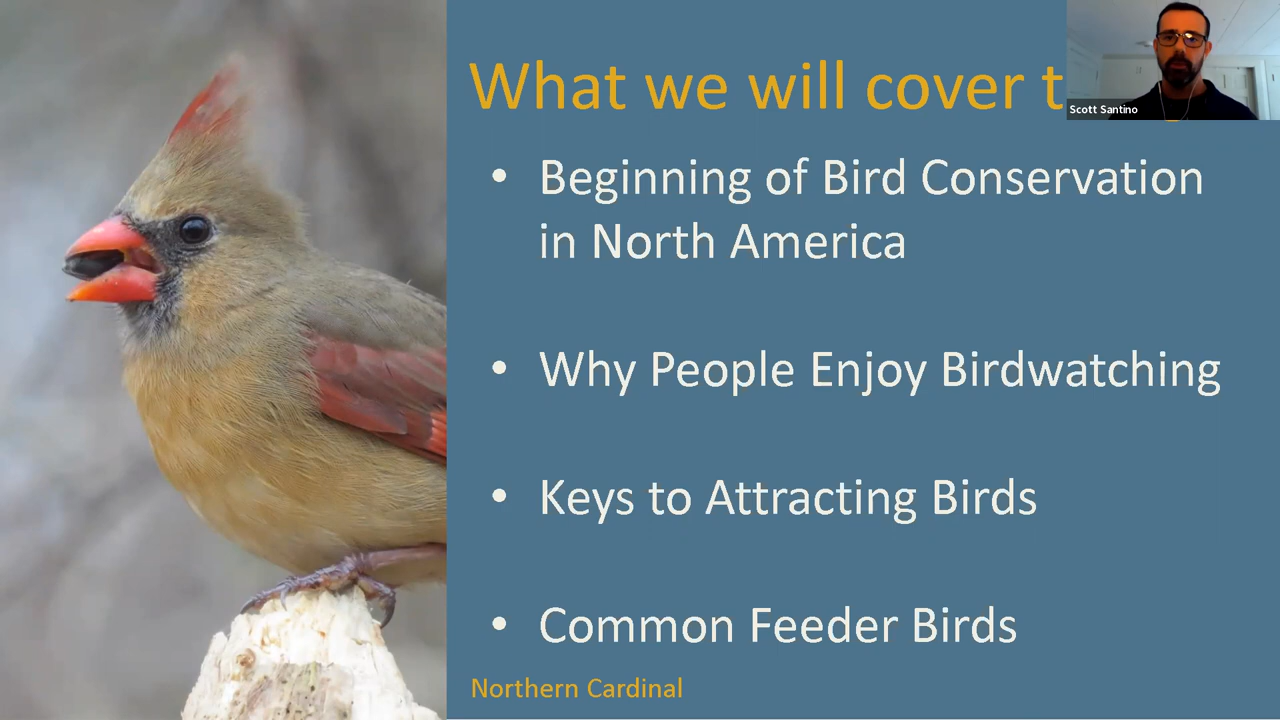 What we will cover t
Scott Santino
• Beginning of Bird Conservation
in North America
• Why People Enjoy Birdwatching
• Keys to Attracting Birds
• Common Feeder Birds
Northern Cardinal